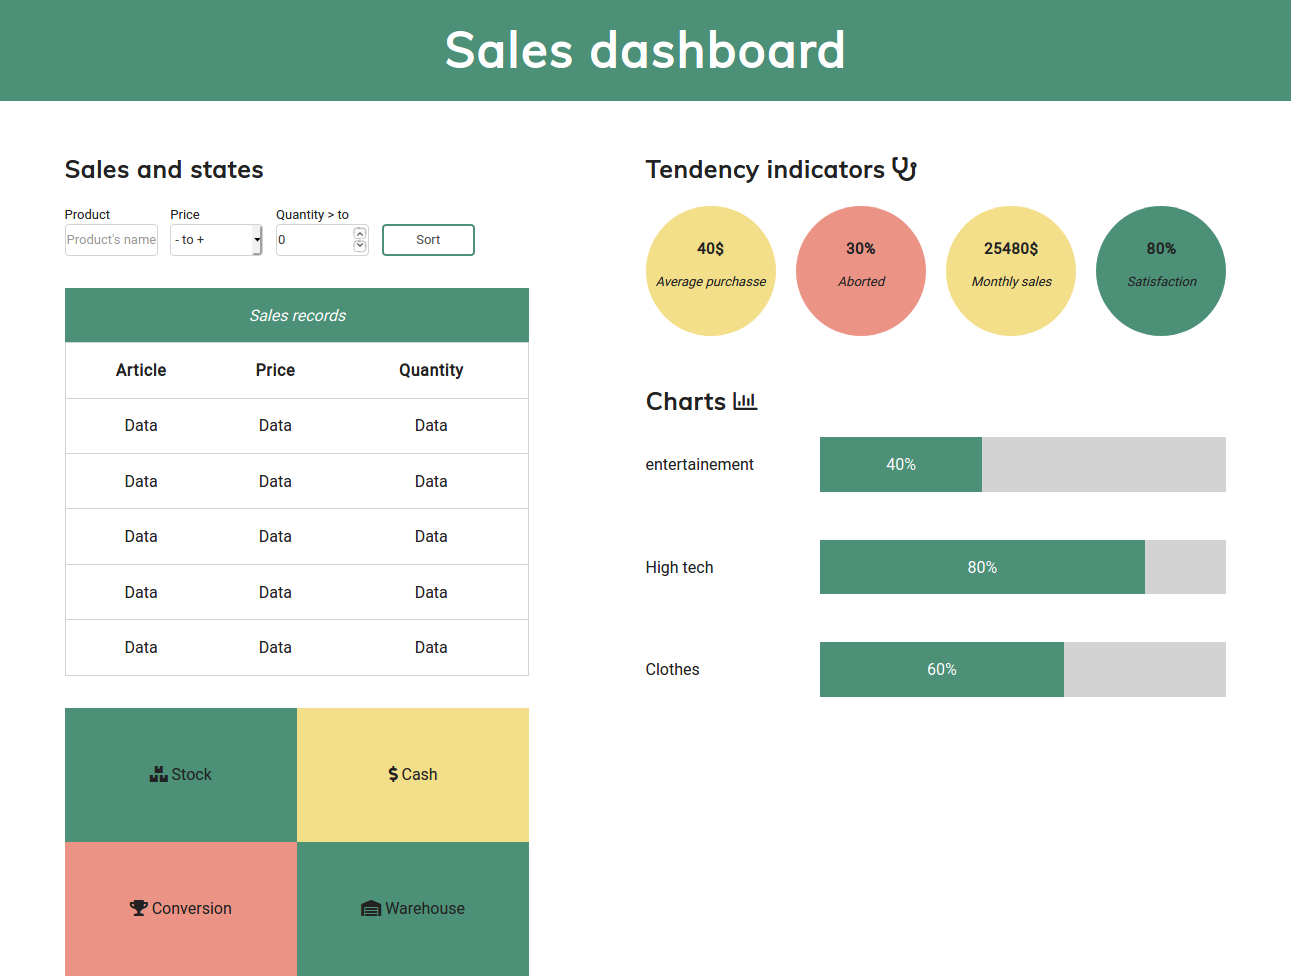 Sales dashboard
Sales and states
Product Price Quantity > to
Product's name - to + 0 Sort
Sales records
Article Price Quantity
Data Data Data
Data Data Data
Data Data Data
Data Data Data
Data Data Data
Stock Cash
Conversion Warehouse
Tendency indicators
40$ 30% 25480$ 80%
Average purchasse Aborted Monthly sales Satisfaction
Charts
entertainement 40%
High tech 80%
Clothes 60%